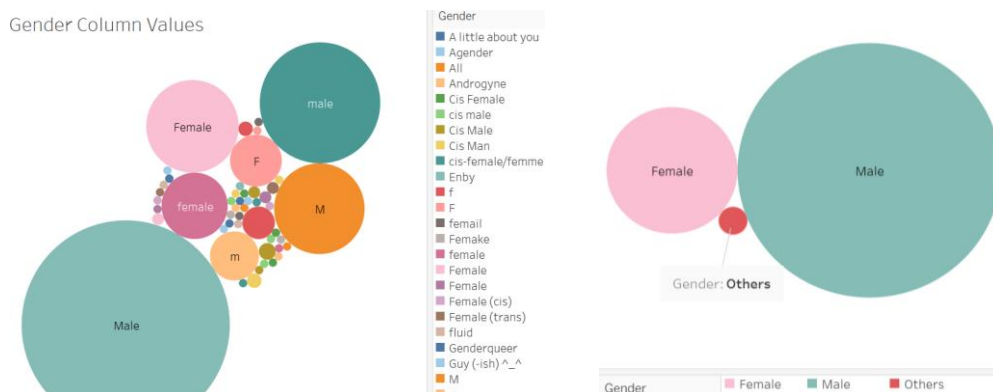 Gender Column Values
male
Female
F
female
M
m
Male
Gender
A little about you
Agender
All
Androgyne
Cis Female
cis male
Cis Male
Cis Man
cis-female/femme
Enby
f
F
femail
Femake
female
Female
Female
Female (cis)
Female (trans)
fluid
Genderqueer
Guy (-ish) ^_^
M
Female
Male
Gender: Others
Gender Female Male Others